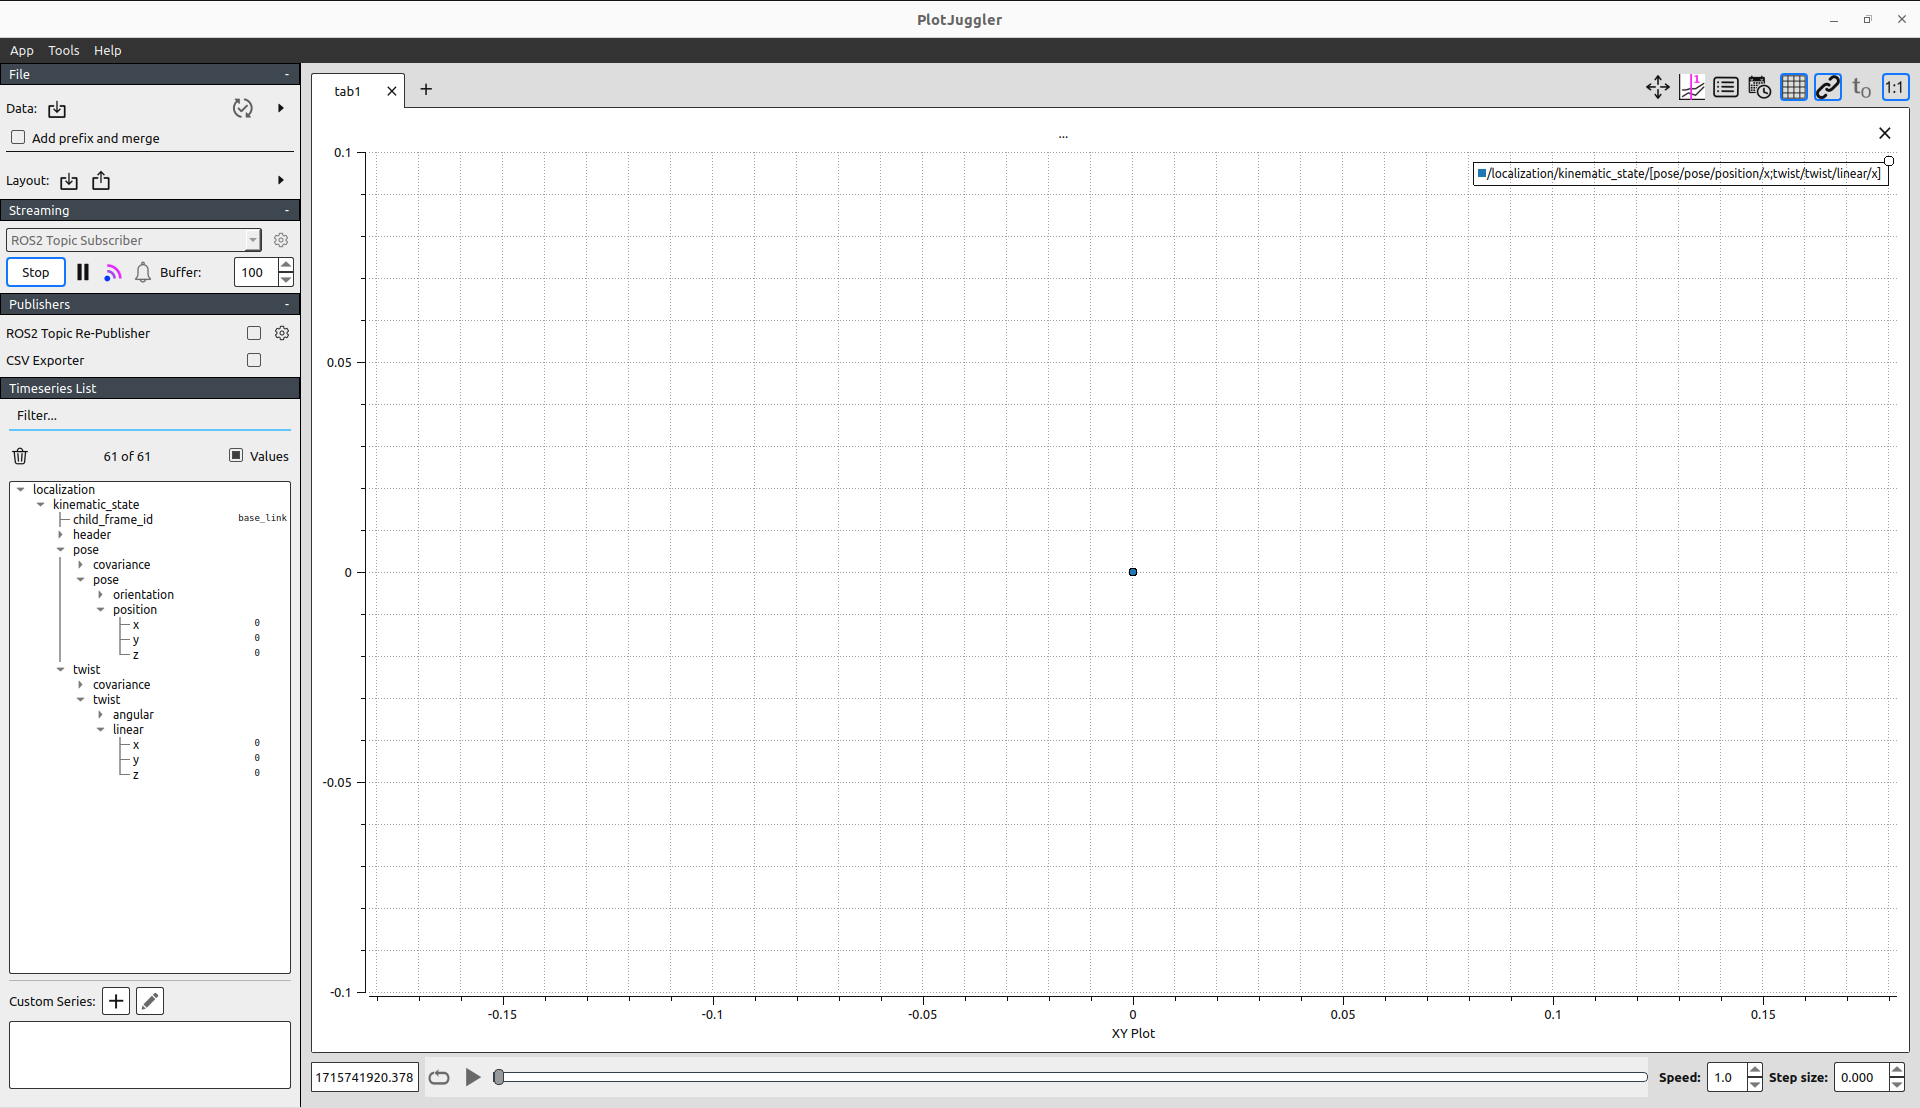 PlotJuggler
App Tools Help
File -
Data:
Add prefix and merge
Layout:
Streaming -
ROS2 Topic Subscriber
Stop Buffer: 100
Publishers -
ROS2 Topic Re-Publisher
CSV Exporter
Timeseries List
Filter...
61 of 61 Values
localization
kinematic_state
child_frame_id base_link
header
pose
covariance
pose
orientation
position
x 0
y 0
z 0
twist
covariance
twist
angular
linear
x 0
y 0
z 0
Custom Series:
tab1
t0 1:1
...
/localization/kinematic_state/[pose/pose/position/x;twist/twist/linear/x]
0.1
0.05
0
-0.05
-0.1
-0.15 -0.1 -0.05 0 0.05 0.1 0.15
XY Plot
1715741920.378 Speed: 1.0 Step size: 0.000